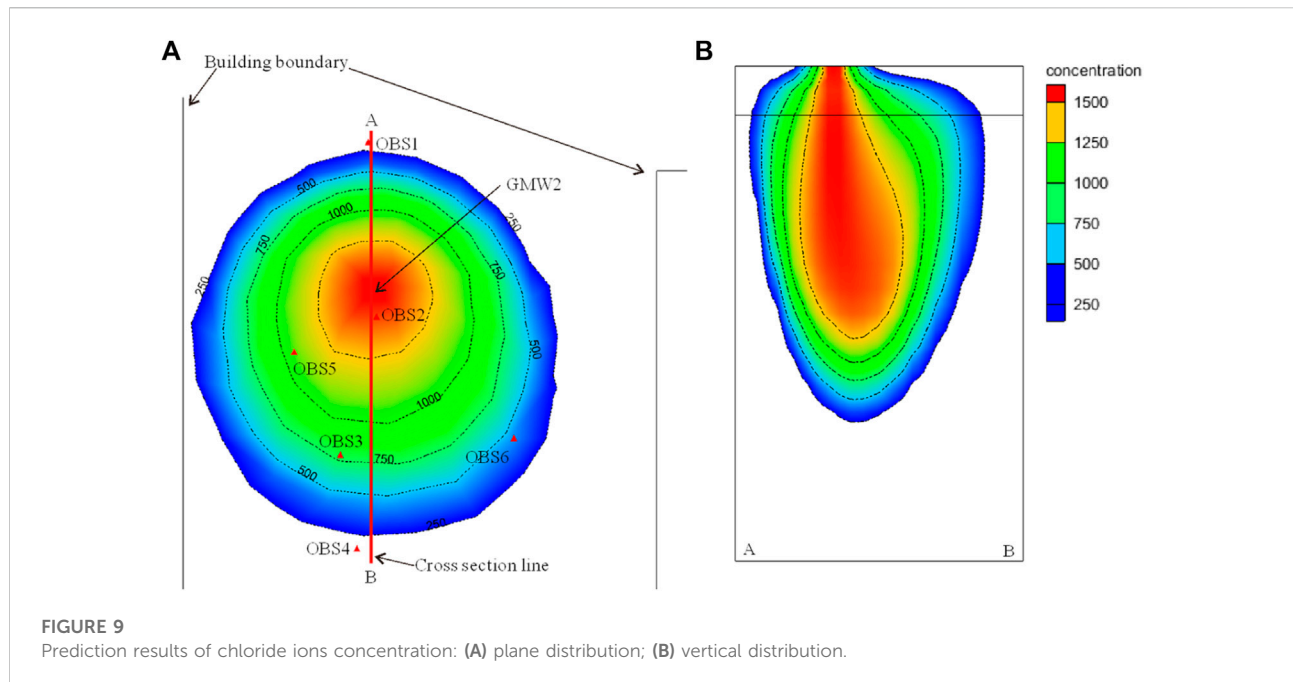 A
Building boundary
A
OBS1
GMW2
500
1000
750
250
750
250
OBS2
500
OBS5
1000
OBS3
750
OBS6
500
250
OBS4
Cross section line
B
B
concentration
1500
1250
1000
750
500
250
A
B
FIGURE 9
Prediction results of chloride ions concentration: (A) plane distribution; (B) vertical distribution.